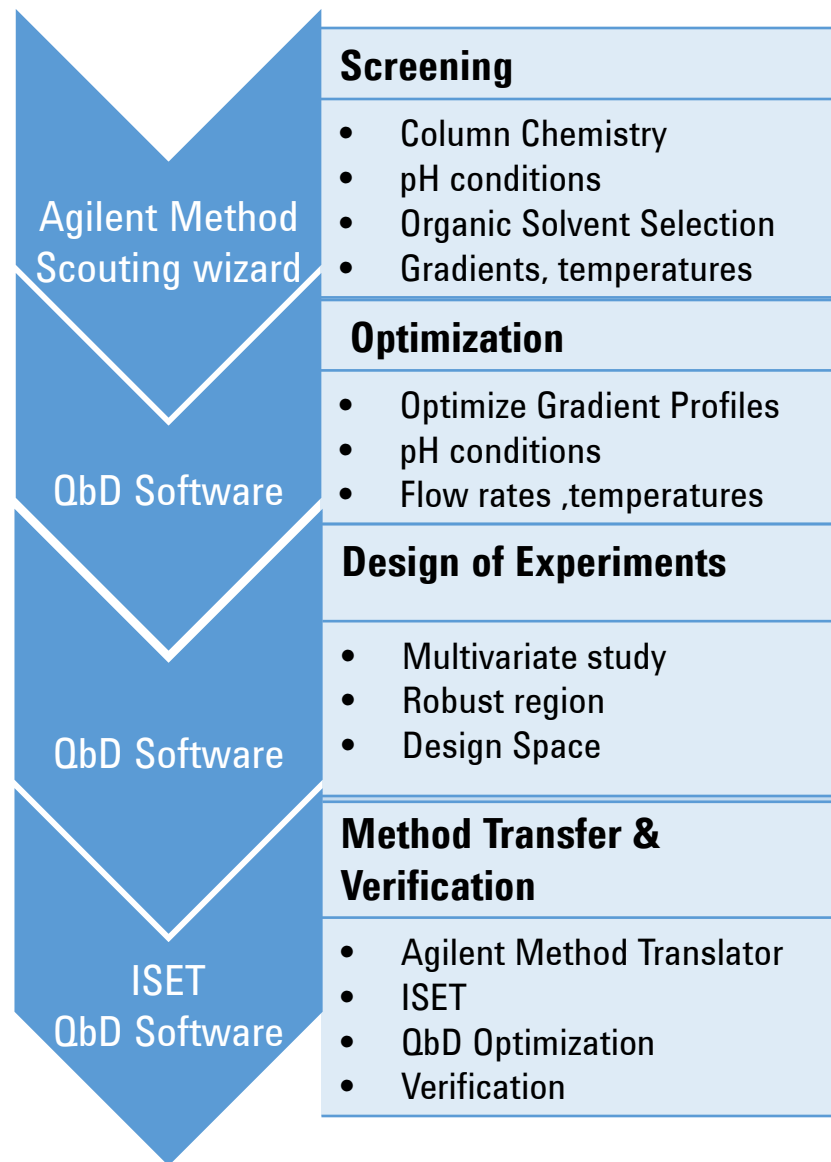 Agilent Method
Scouting wizard
Screening
• Column Chemistry
• pH conditions
• Organic Solvent Selection
• Gradients, temperatures
QbD Software
Optimization
• Optimize Gradient Profiles
• pH conditions
• Flow rates ,temperatures
QbD Software
Design of Experiments
• Multivariate study
• Robust region
• Design Space
ISET
QbD Software
Method Transfer &
Verification
• Agilent Method Translator
• ISET
• QbD Optimization
• Verification